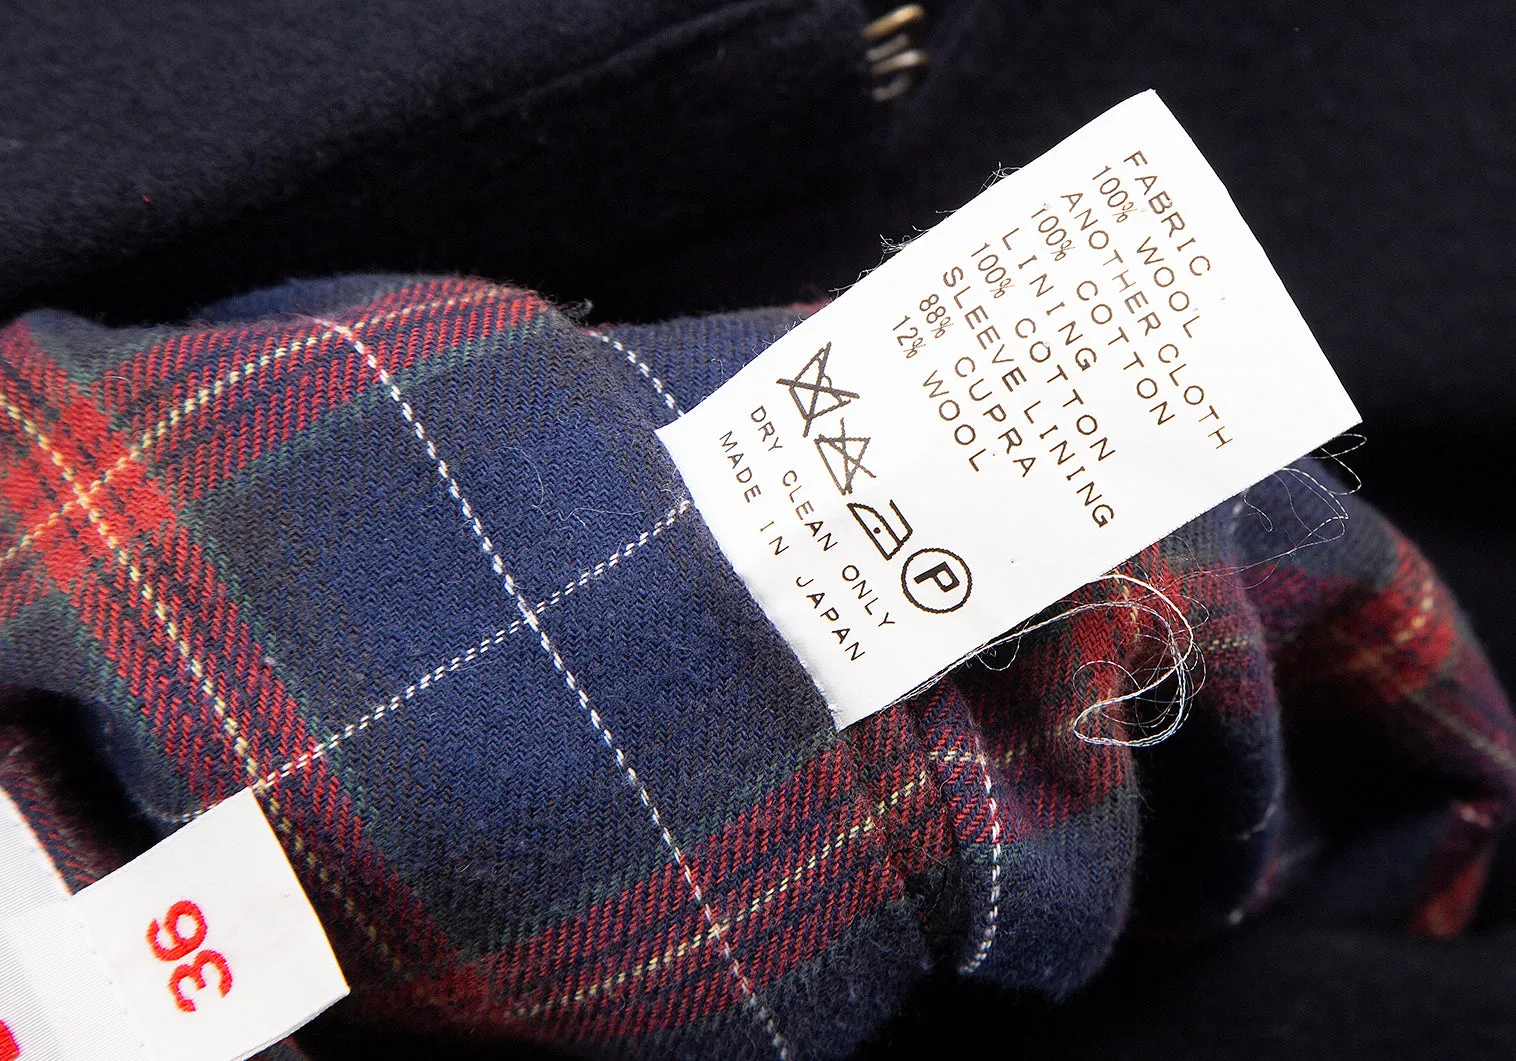 FABRIC
100% WOOL
ANOTHER CLOTH
100% COTTON
LINING
100% COTTON
SLEEVE LINING
88% CUPRA
12% WOOL
P
DRY CLEAN ONLY
MADE IN JAPAN
36